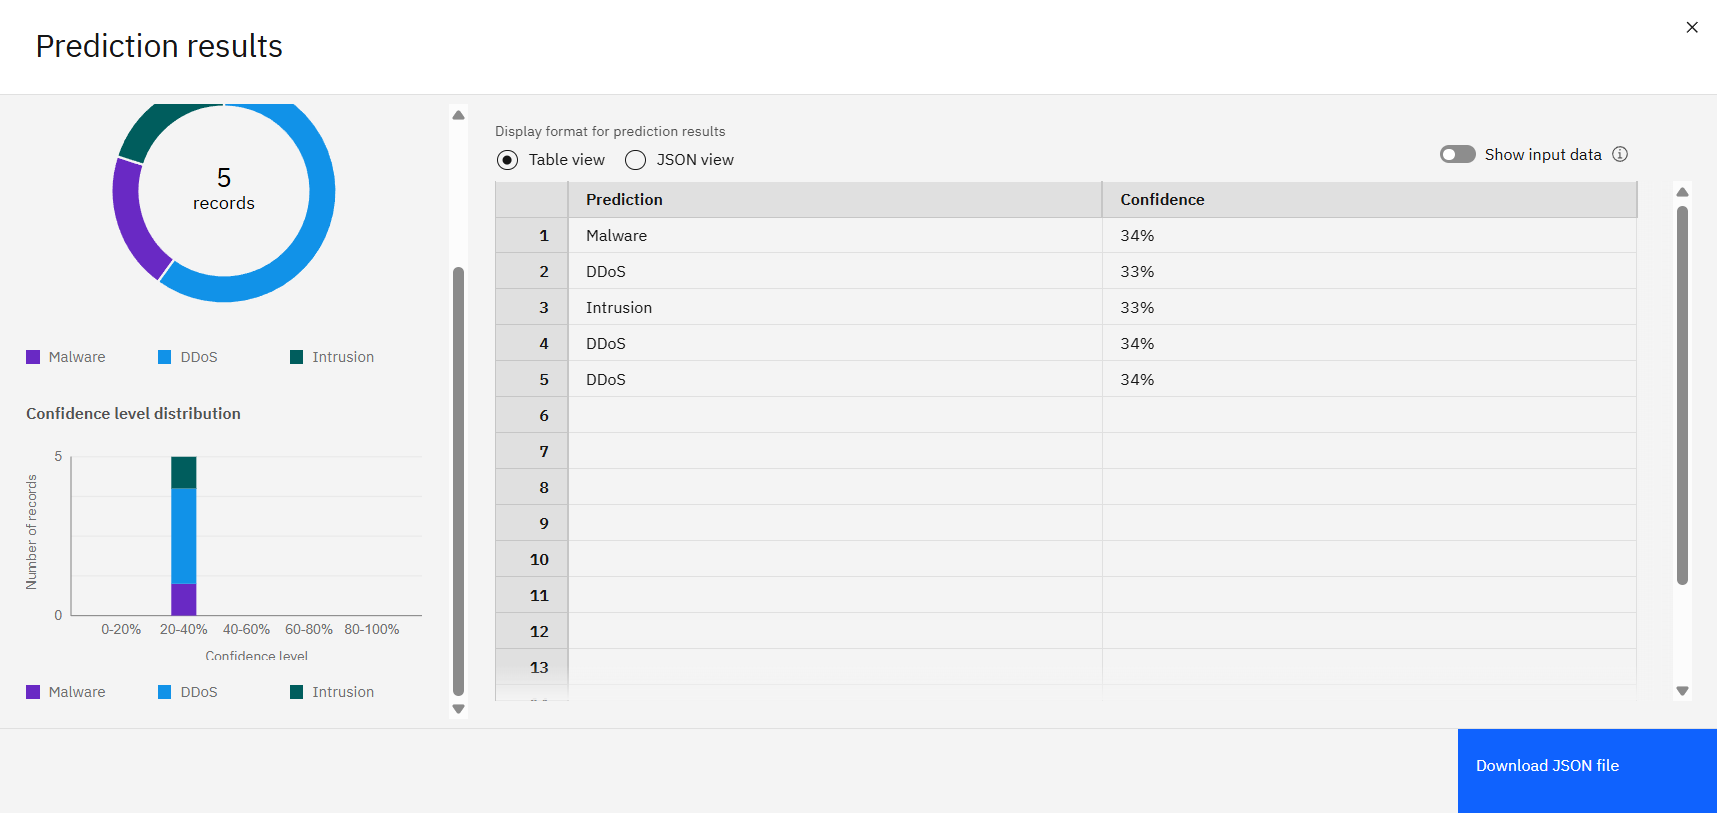 Prediction results
5
records
Malware DDoS Intrusion
Confidence level distribution
Number of records
5
0
0-20% 20-40% 40-60% 60-80% 80-100%
Confidence level
Malware DDoS Intrusion
Display format for prediction results
Table view JSON view
Show input data
Prediction Confidence
1 Malware 34%
2 DDoS 33%
3 Intrusion 33%
4 DDoS 34%
5 DDoS 34%
6
7
8
9
10
11
12
13
Download JSON file